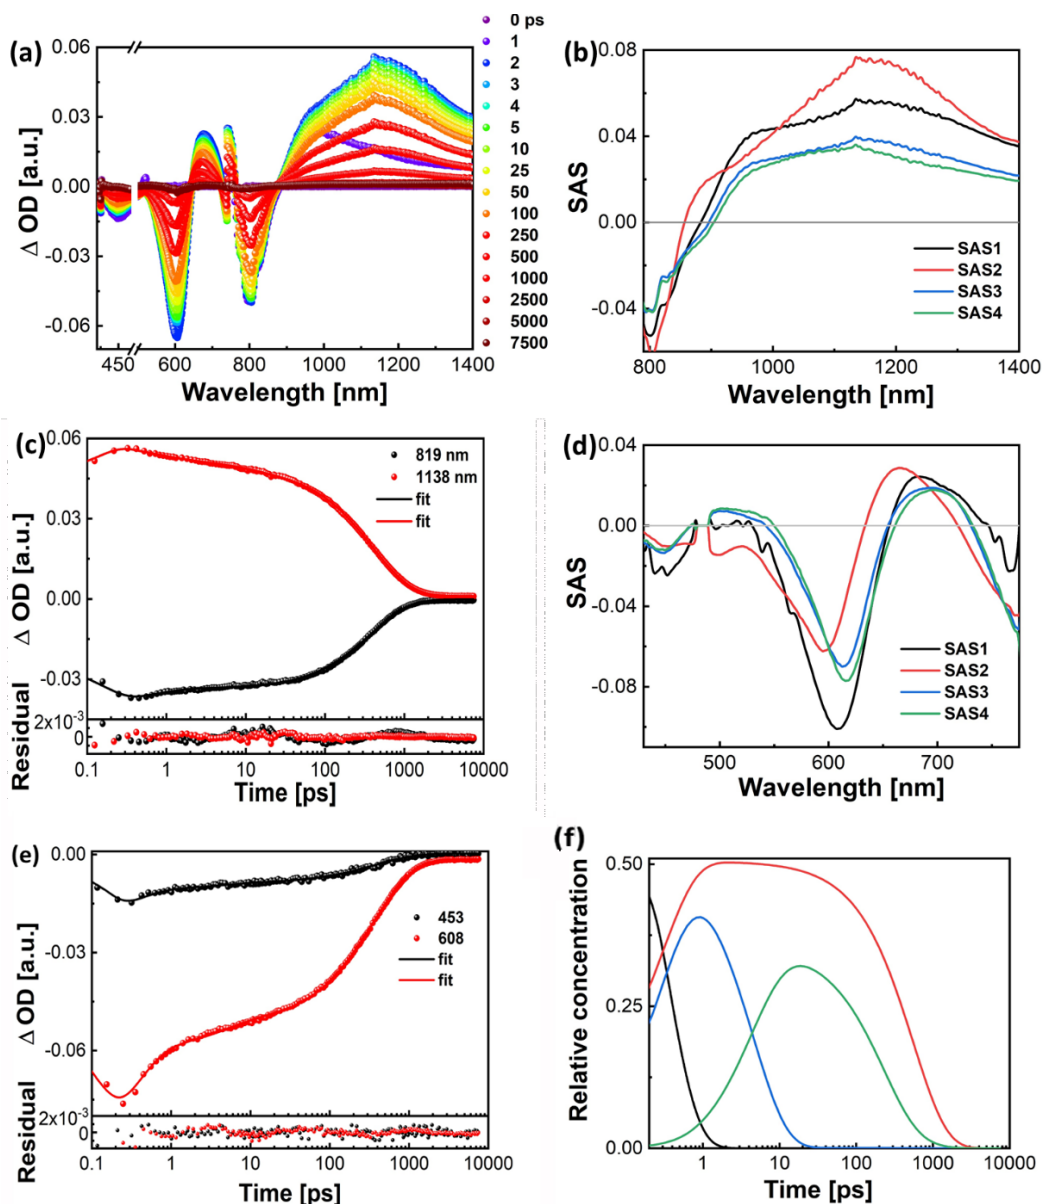 (a)
0.06
0.03
0.00
-0.03
-0.06
Δ OD [a.u.]
450 600 800 1000 1200 1400
Wavelength [nm]
0 ps
1
2
3
4
5
10
25
50
100
250
500
1000
2500
5000
7500
(b)
0.08
0.04
0.00
-0.04
SAS
SAS1
SAS2
SAS3
SAS4
800 1000 1200 1400
Wavelength [nm]
(c)
0.06
0.03
0.00
-0.03
Δ OD [a.u.]
819 nm
1138 nm
fit
fit
2x10⁻³
0
Residual
0.1 1 10 100 1000 10000
Time [ps]
(d)
0.04
0.00
-0.04
-0.08
SAS
SAS1
SAS2
SAS3
SAS4
500 600 700
Wavelength [nm]
(e)
0.00
-0.03
-0.06
Δ OD [a.u.]
453
608
fit
fit
2x10⁻³
0
Residual
0.1 1 10 100 1000 10000
Time [ps]
(f)
0.50
0.25
0.00
Relative concentration
1 10 100 1000 10000
Time [ps]